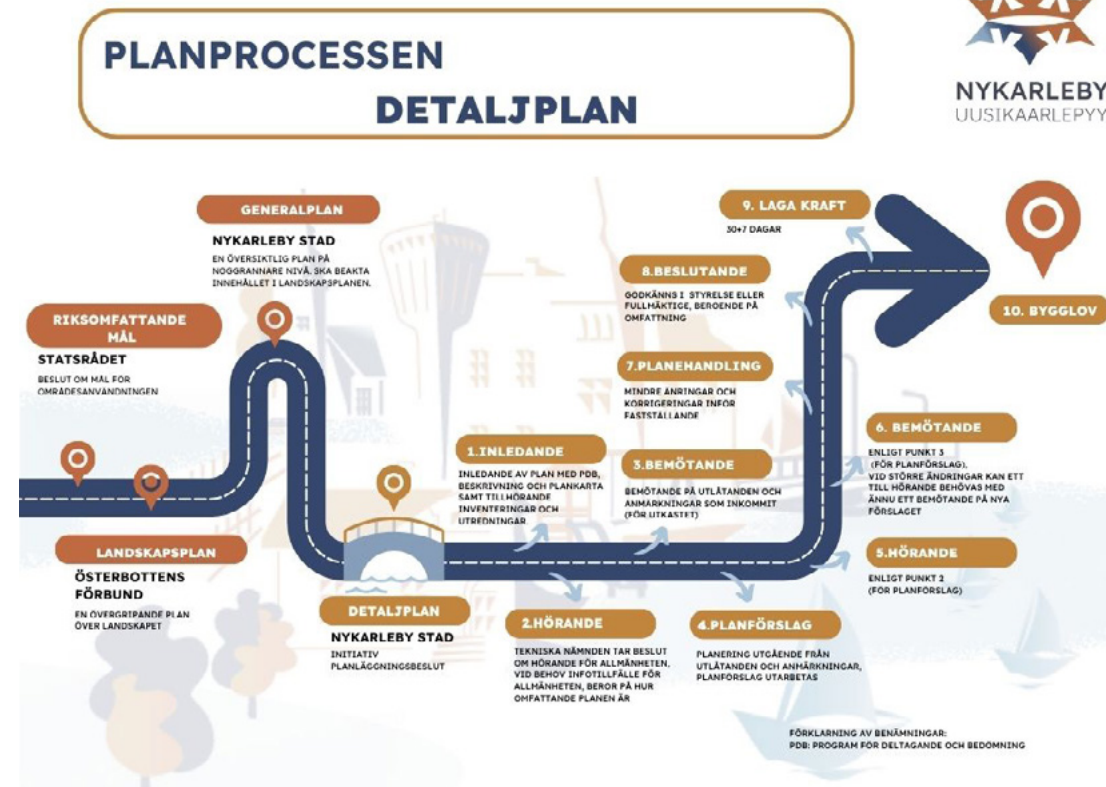 PLANPROCESSEN
DETALJPLAN
NYKARLEBY
UUSIKAARLEPYY
RIKSOMFATTANDE
MÅL
STATSRÅDET
BESLUT OM MÅL FÖR
OMRÅDESANVÄNDNINGEN
LANDSKAPSPLAN
ÖSTERBOTTENS
FÖRBUND
EN ÖVERGRIPANDE PLAN
ÖVER LANDSKAPET
GENERALPLAN
NYKARLEBY STAD
EN ÖVERSIKTLIG PLAN PÅ
NOGGRANNARE NIVÅ. SKA BEAKTA
INNEHÅLLET I LANDSKAPSPLANEN.
DETALJPLAN
NYKARLEBY STAD
INITIATIV
PLANLÄGGNINGSBESLUT
1.INLEDANDE
INLEDANDE AV PLAN MED PDB,
BESKRIVNING OCH PLANKARTA
SAMT TILLHÖRANDE
INVENTERINGAR OCH
UTREDNINGAR.
2.HÖRANDE
TEKNISKA NÄMNDEN TAR BESLUT
OM HÖRANDE FÖR ALLMÄNHETEN,
VID BEHOV INFOTILLFÄLLE FÖR
ALLMÄNHETEN, BEROR PÅ HUR
OMFATTANDE PLANEN ÄR
3.BEMÖTANDE
BEMÖTANDE PÅ UTLÅTANDEN OCH
ANMÄRKNINGAR SOM INKOMMIT
(FÖR UTKASTET)
4.PLANFÖRSLAG
PLANERING UTGÅENDE FRÅN
UTLÅTANDEN OCH ANMÄRKNINGAR,
PLANFÖRSLAG UTARBETAS
5.HÖRANDE
ENLIGT PUNKT 2
(FÖR PLANFÖRSLAG)
6. BEMÖTANDE
ENLIGT PUNKT 3
(FÖR PLANFÖRSLAG).
VID STÖRRE ÄNDRINGAR KAN ETT
TILL HÖRANDE BEHÖVAS MED
ÄNNU ETT BEMÖTANDE PÅ NYA
FÖRSLAGET
7.PLANEHANDLING
MINDRE ÄNRINGAR OCH
KORRIGERINGAR INFÖR
FASTSTÄLLANDE
8.BESLUTANDE
GODKÄNNS I STYRELSE ELLER
FULLMÄKTIGE, BEROENDE PÅ
OMFATTNING
9. LAGA KRAFT
30+7 DAGAR
10. BYGGLOV
FÖRKLARNING AV BENÄMNINGAR:
PDB: PROGRAM FÖR DELTAGANDE OCH BEDÖMNING